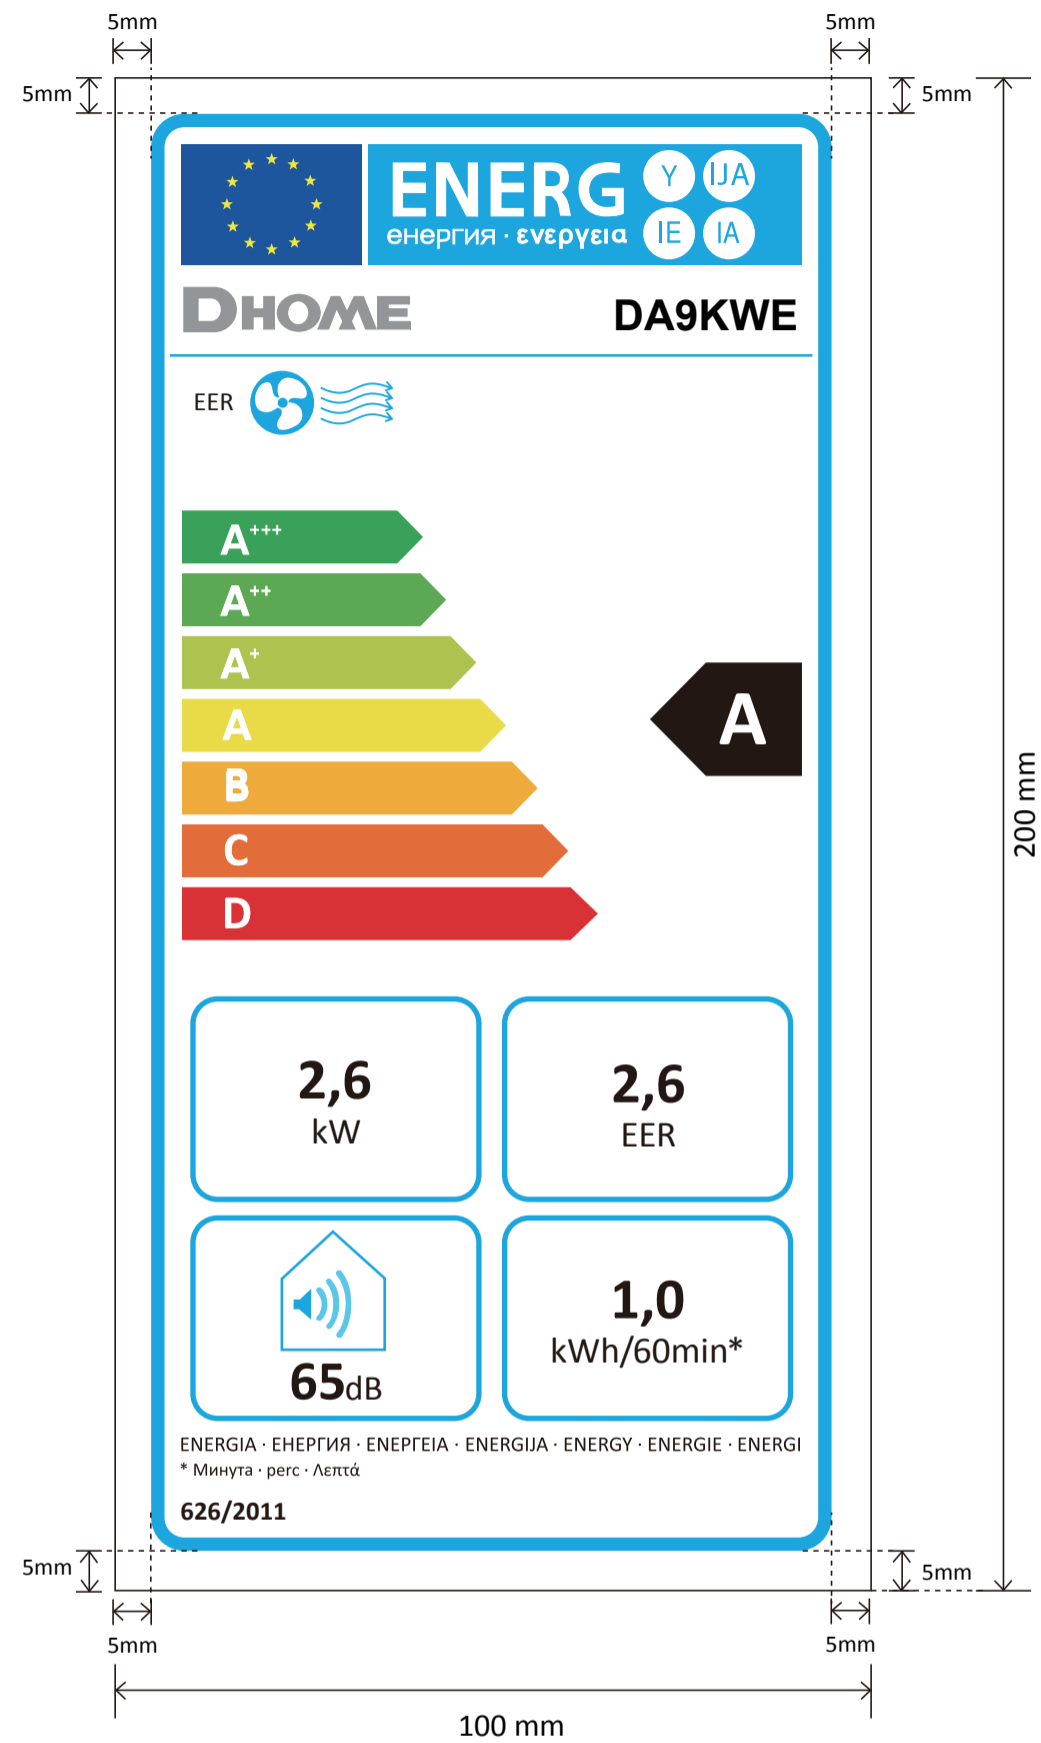 5mm 5mm
5mm 5mm
ENERG Y IJA
енергия · ενεργεια IE IA
DHOME DA9KWE
EER
A+++
A++
A+
A
A
B
C
D
200 mm
2,6 2,6
kW EER
1,0
kWh/60min*
65dB
ENERGIA · ЕНЕРГИЯ · ΕΝΕΡΓΕΙΑ · ENERGIJA · ENERGY · ENERGIE · ENERGI
* Минута · perc · Λεπτά
626/2011
5mm 5mm
5mm 5mm
100 mm